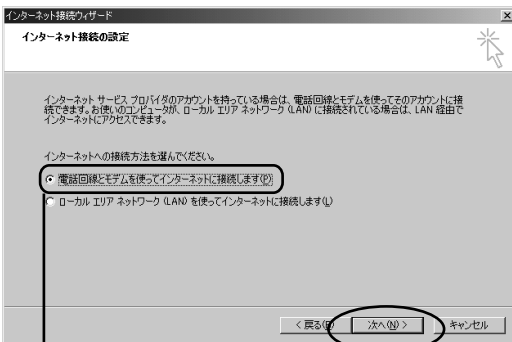 インターネット接続ウィザード
インターネット接続の設定
インターネット サービス プロバイダのアカウントを持っている場合は、電話回線とモデムを使ってそのアカウントに接
続できます。お使いのコンピュータが、ローカル エリア ネットワーク (LAN) に接続されている場合は、LAN 経由で
インターネットにアクセスできます。
インターネットへの接続方法を選んでください。
電話回線とモデムを使ってインターネットに接続します(P)
ローカル エリア ネットワーク (LAN) を使ってインターネットに接続します(L)
< 戻る(B) 次へ(N) > キャンセル